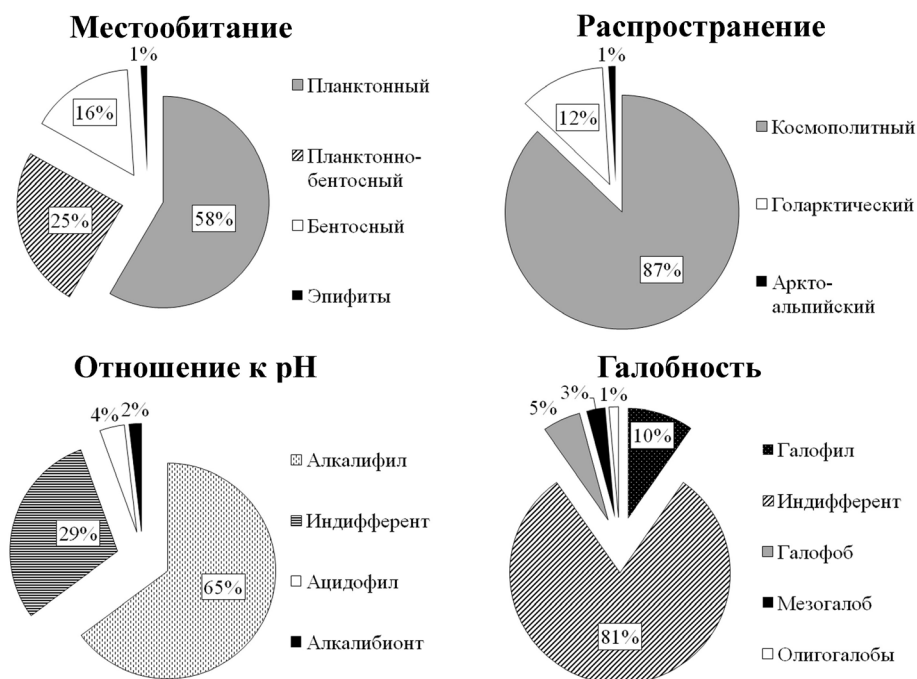 Местообитание
1%
16%
25%
58%
Планктонный
Планктонно-
бентосный
Бентосный
Эпифиты
Распространение
1%
12%
87%
Космополитный
Голарктический
Аркто-
альпийский
Отношение к pH
4%
2%
29%
65%
Алкалифил
Индифферент
Ацидофил
Алкалибионт
Галобность
5%
3%
1%
10%
81%
Галофил
Индифферент
Галофоб
Мезогалоб
Олигогалобы